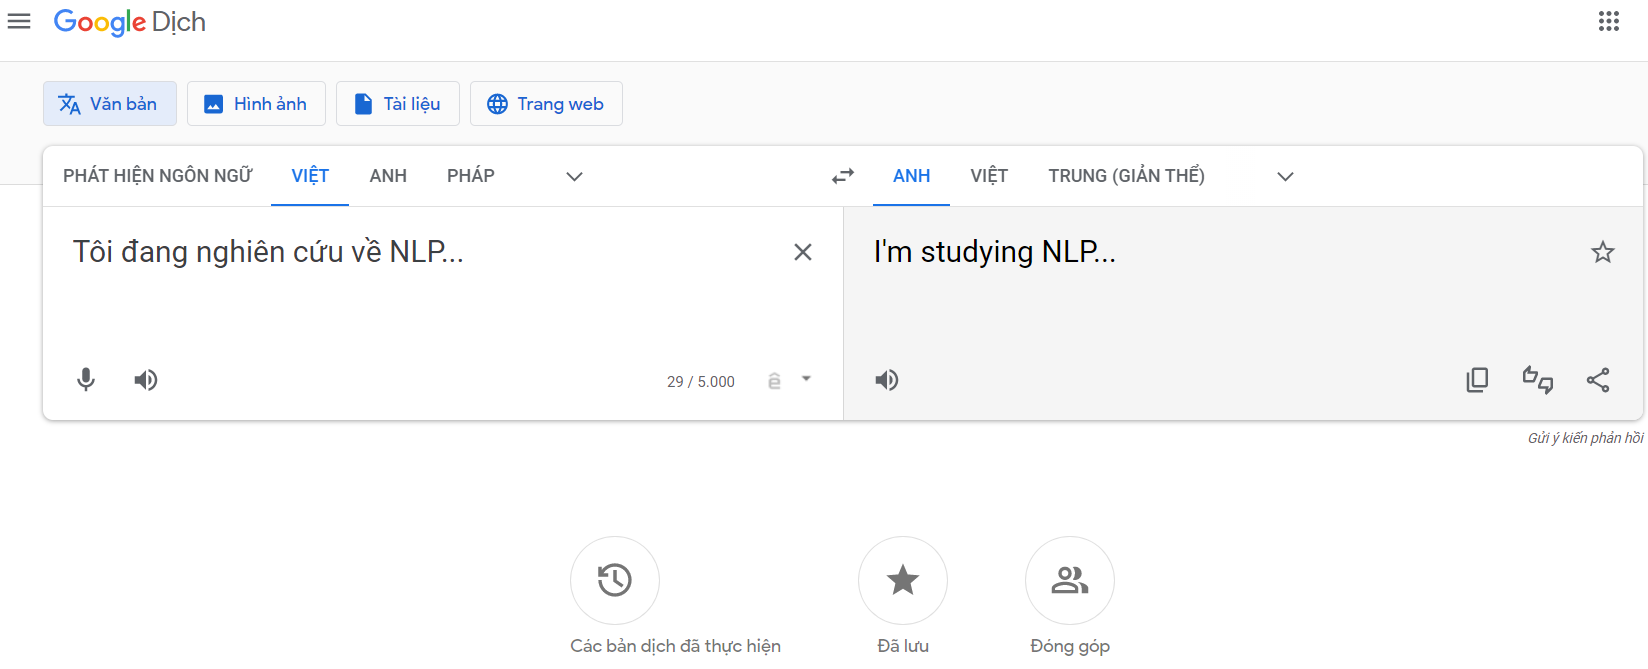 Google Dịch
Văn bản Hình ảnh Tài liệu Trang web
PHÁT HIỆN NGÔN NGỮ VIỆT ANH PHÁP ANH VIỆT TRUNG (GIẢN THỂ)
Tôi đang nghiên cứu về NLP... I'm studying NLP...
29 / 5.000 ê
Gửi ý kiến phản hồi
Các bản dịch đã thực hiện Đã lưu Đóng góp